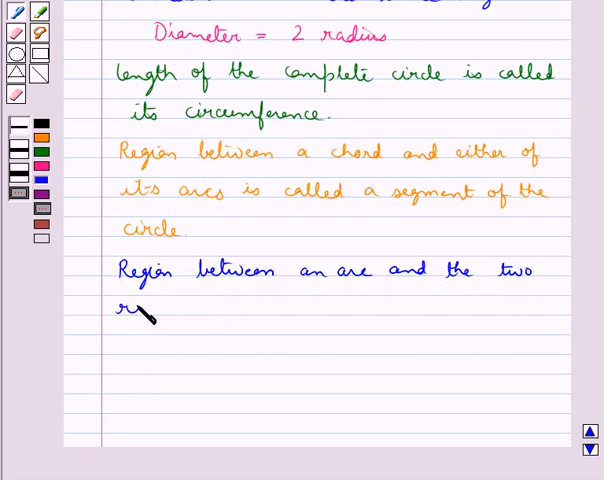 Diameter = 2 radius
length of the complete circle is called
its circumference.
Region between a chord and either of
its arcs is called a segment of the
circle.
Region between an arc and the two
r